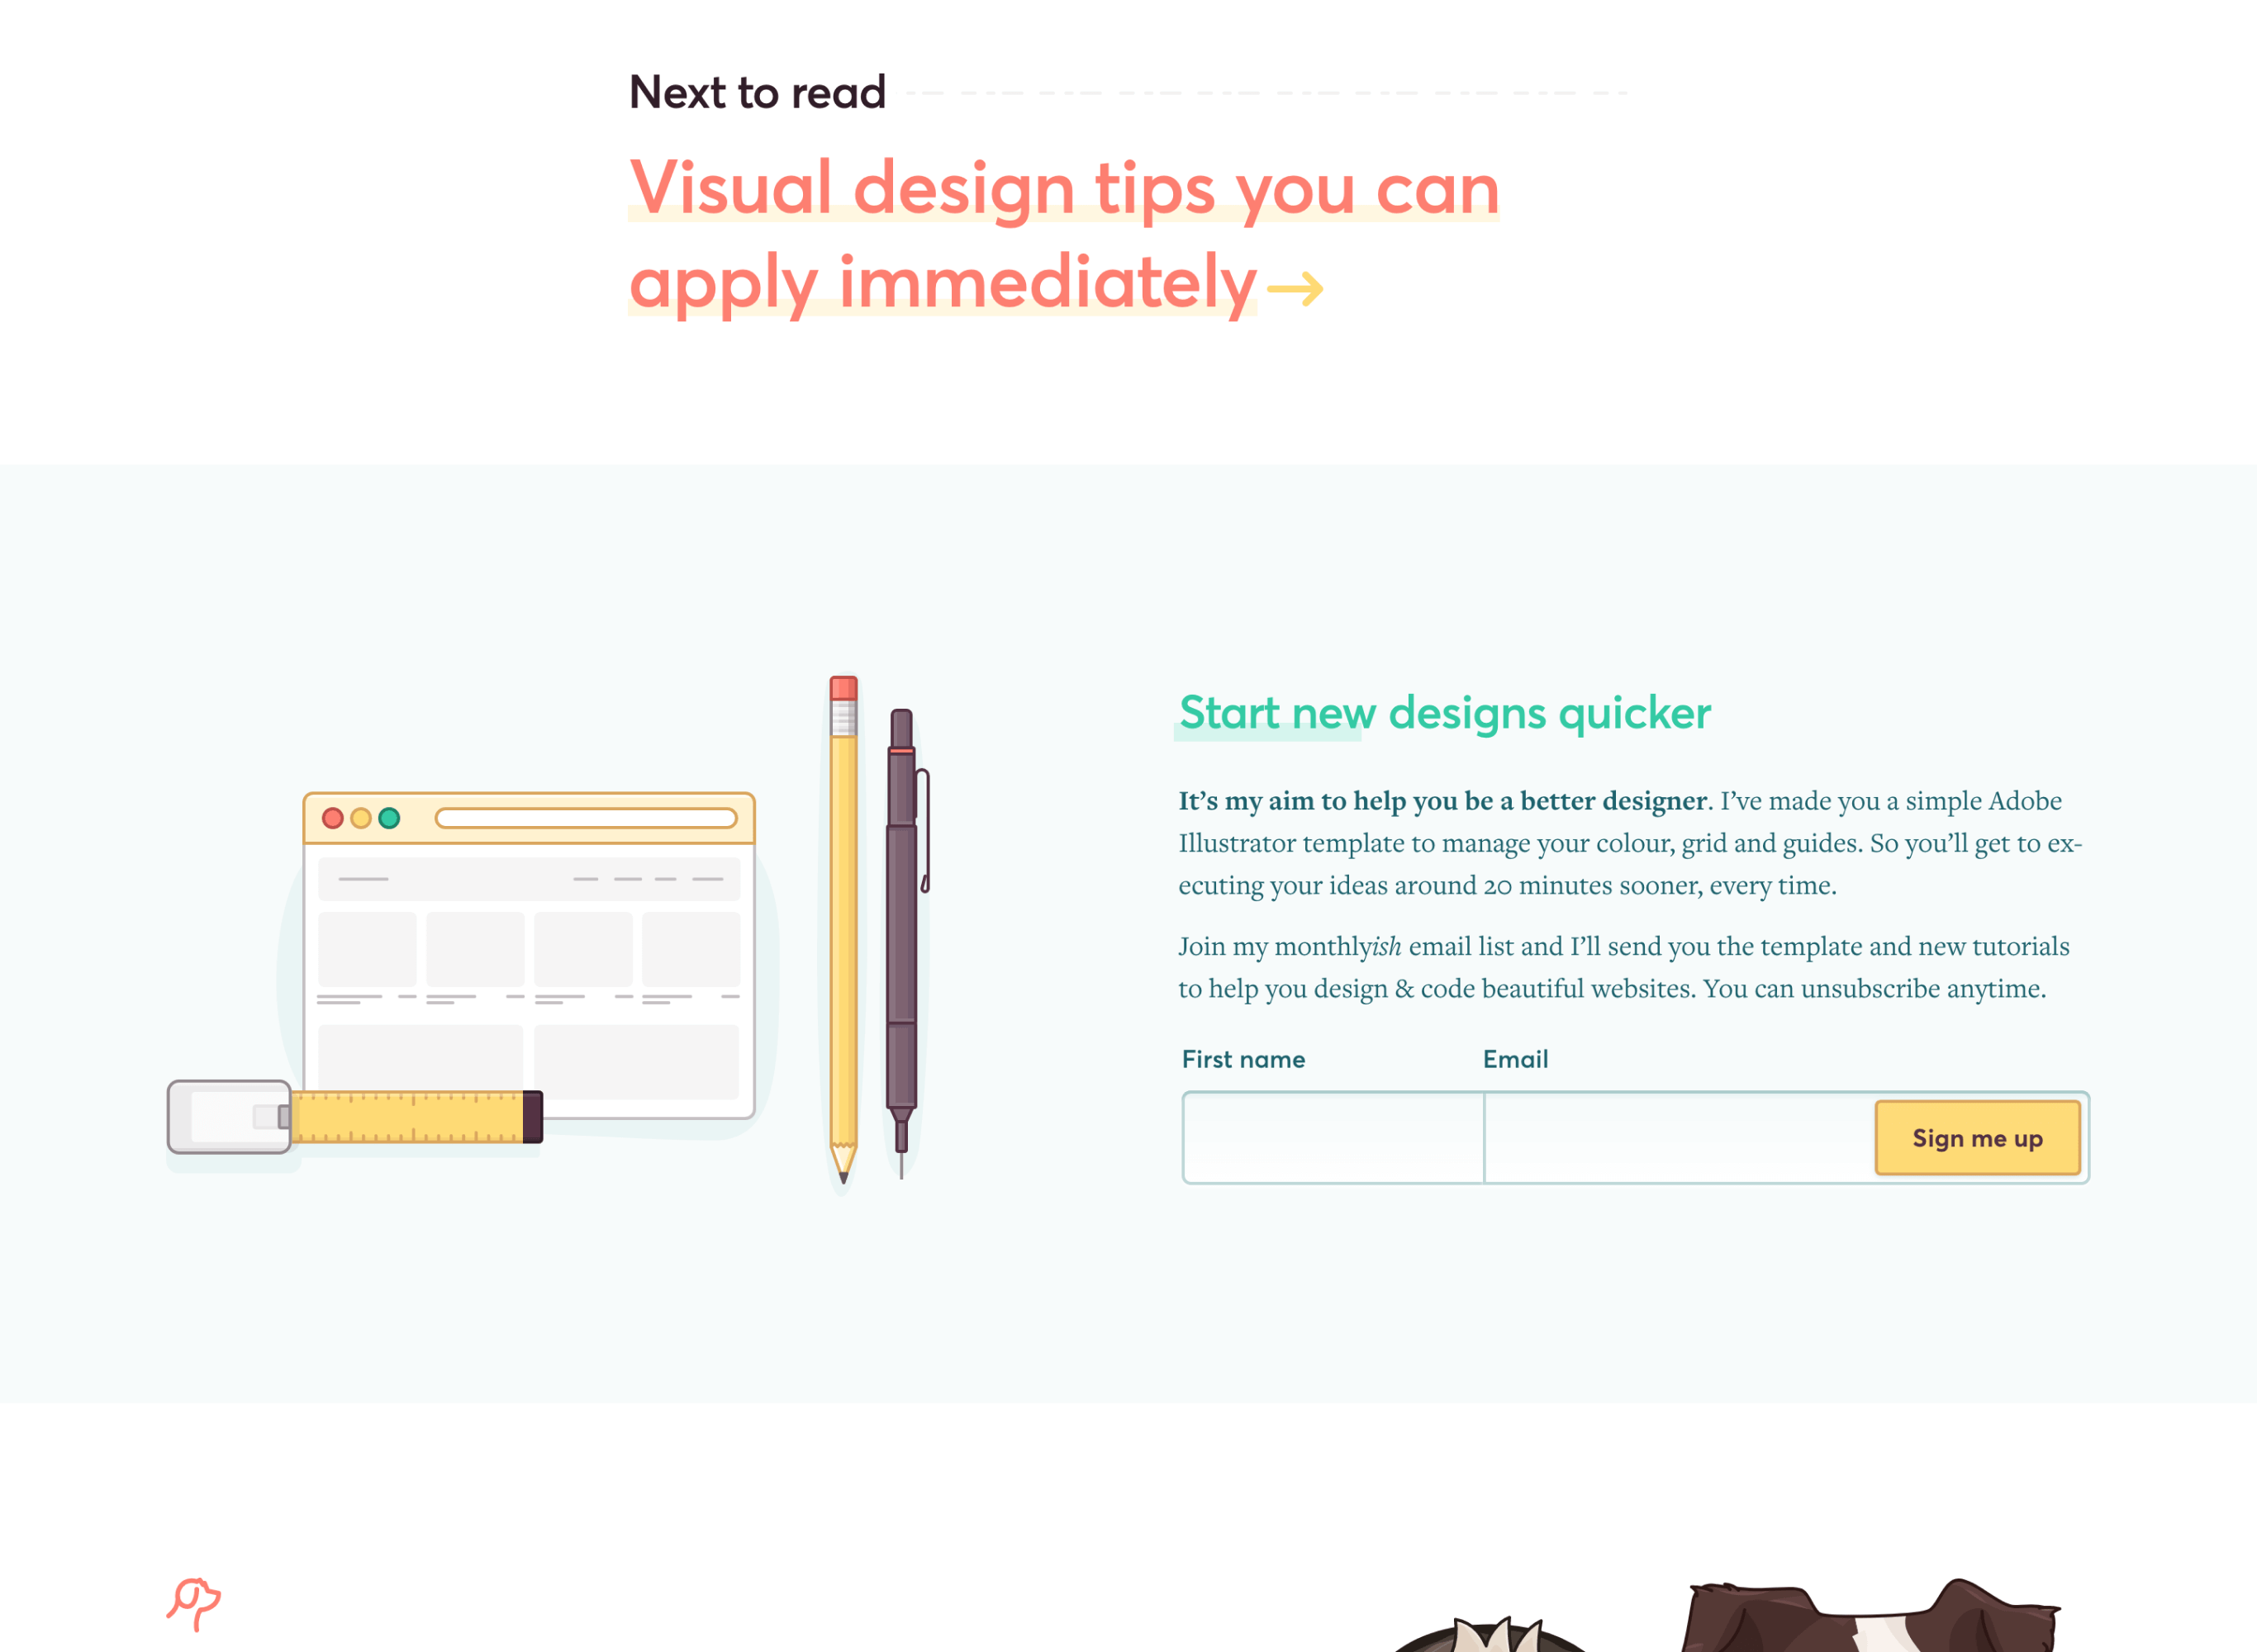 Next to read
Visual design tips you can
apply immediately
Start new designs quicker
It’s my aim to help you be a better designer. I’ve made you a simple Adobe
Illustrator template to manage your colour, grid and guides. So you’ll get to ex-
ecuting your ideas around 20 minutes sooner, every time.
Join my monthlyish email list and I’ll send you the template and new tutorials
to help you design & code beautiful websites. You can unsubscribe anytime.
First name Email
Sign me up